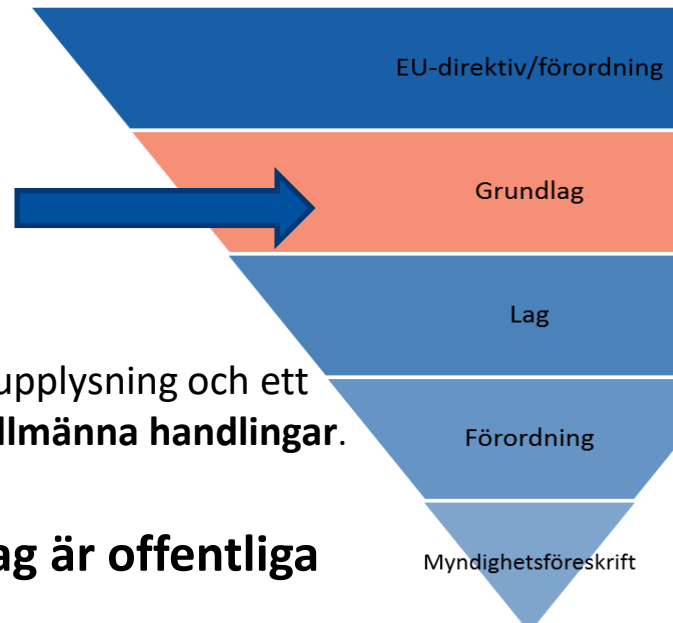 EU-direktiv/förordning
Grundlag
Lag
upplysning och ett
llmänna handlingar.
Förordning
ag är offentliga
Myndighetsföreskrift